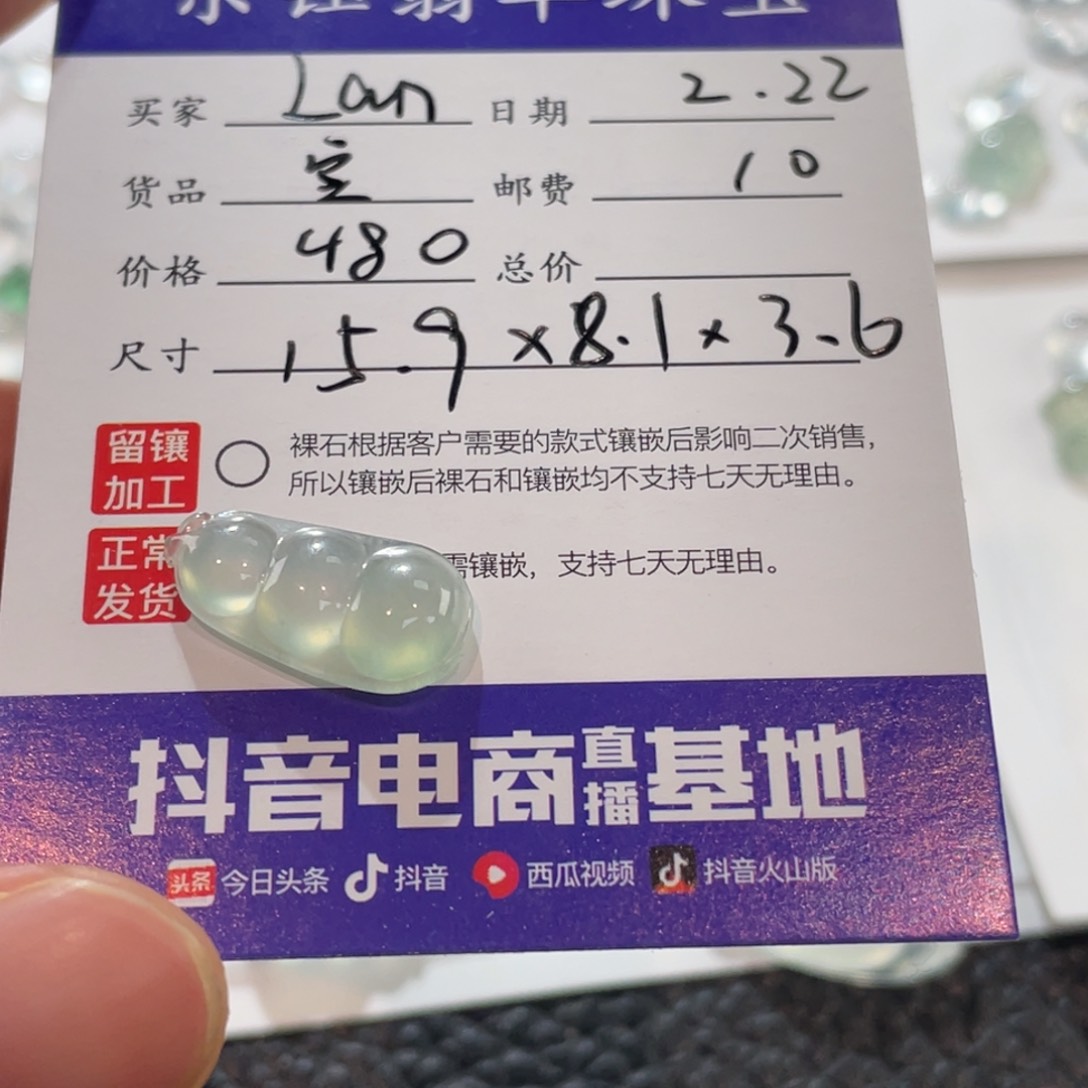 翡翠珠宝
买家 Lan 日期 2.22
货品 邮费 10
价格 480 总价
尺寸 15.9×8.1×3.6
留镶
加工
裸石根据客户需要的款式镶嵌后影响二次销售，
所以镶嵌后裸石和镶嵌均不支持七天无理由。
正常
发货
需镶嵌，支持七天无理由。
抖音电商直播基地
头条 今日头条 抖音 西瓜视频 抖音火山版